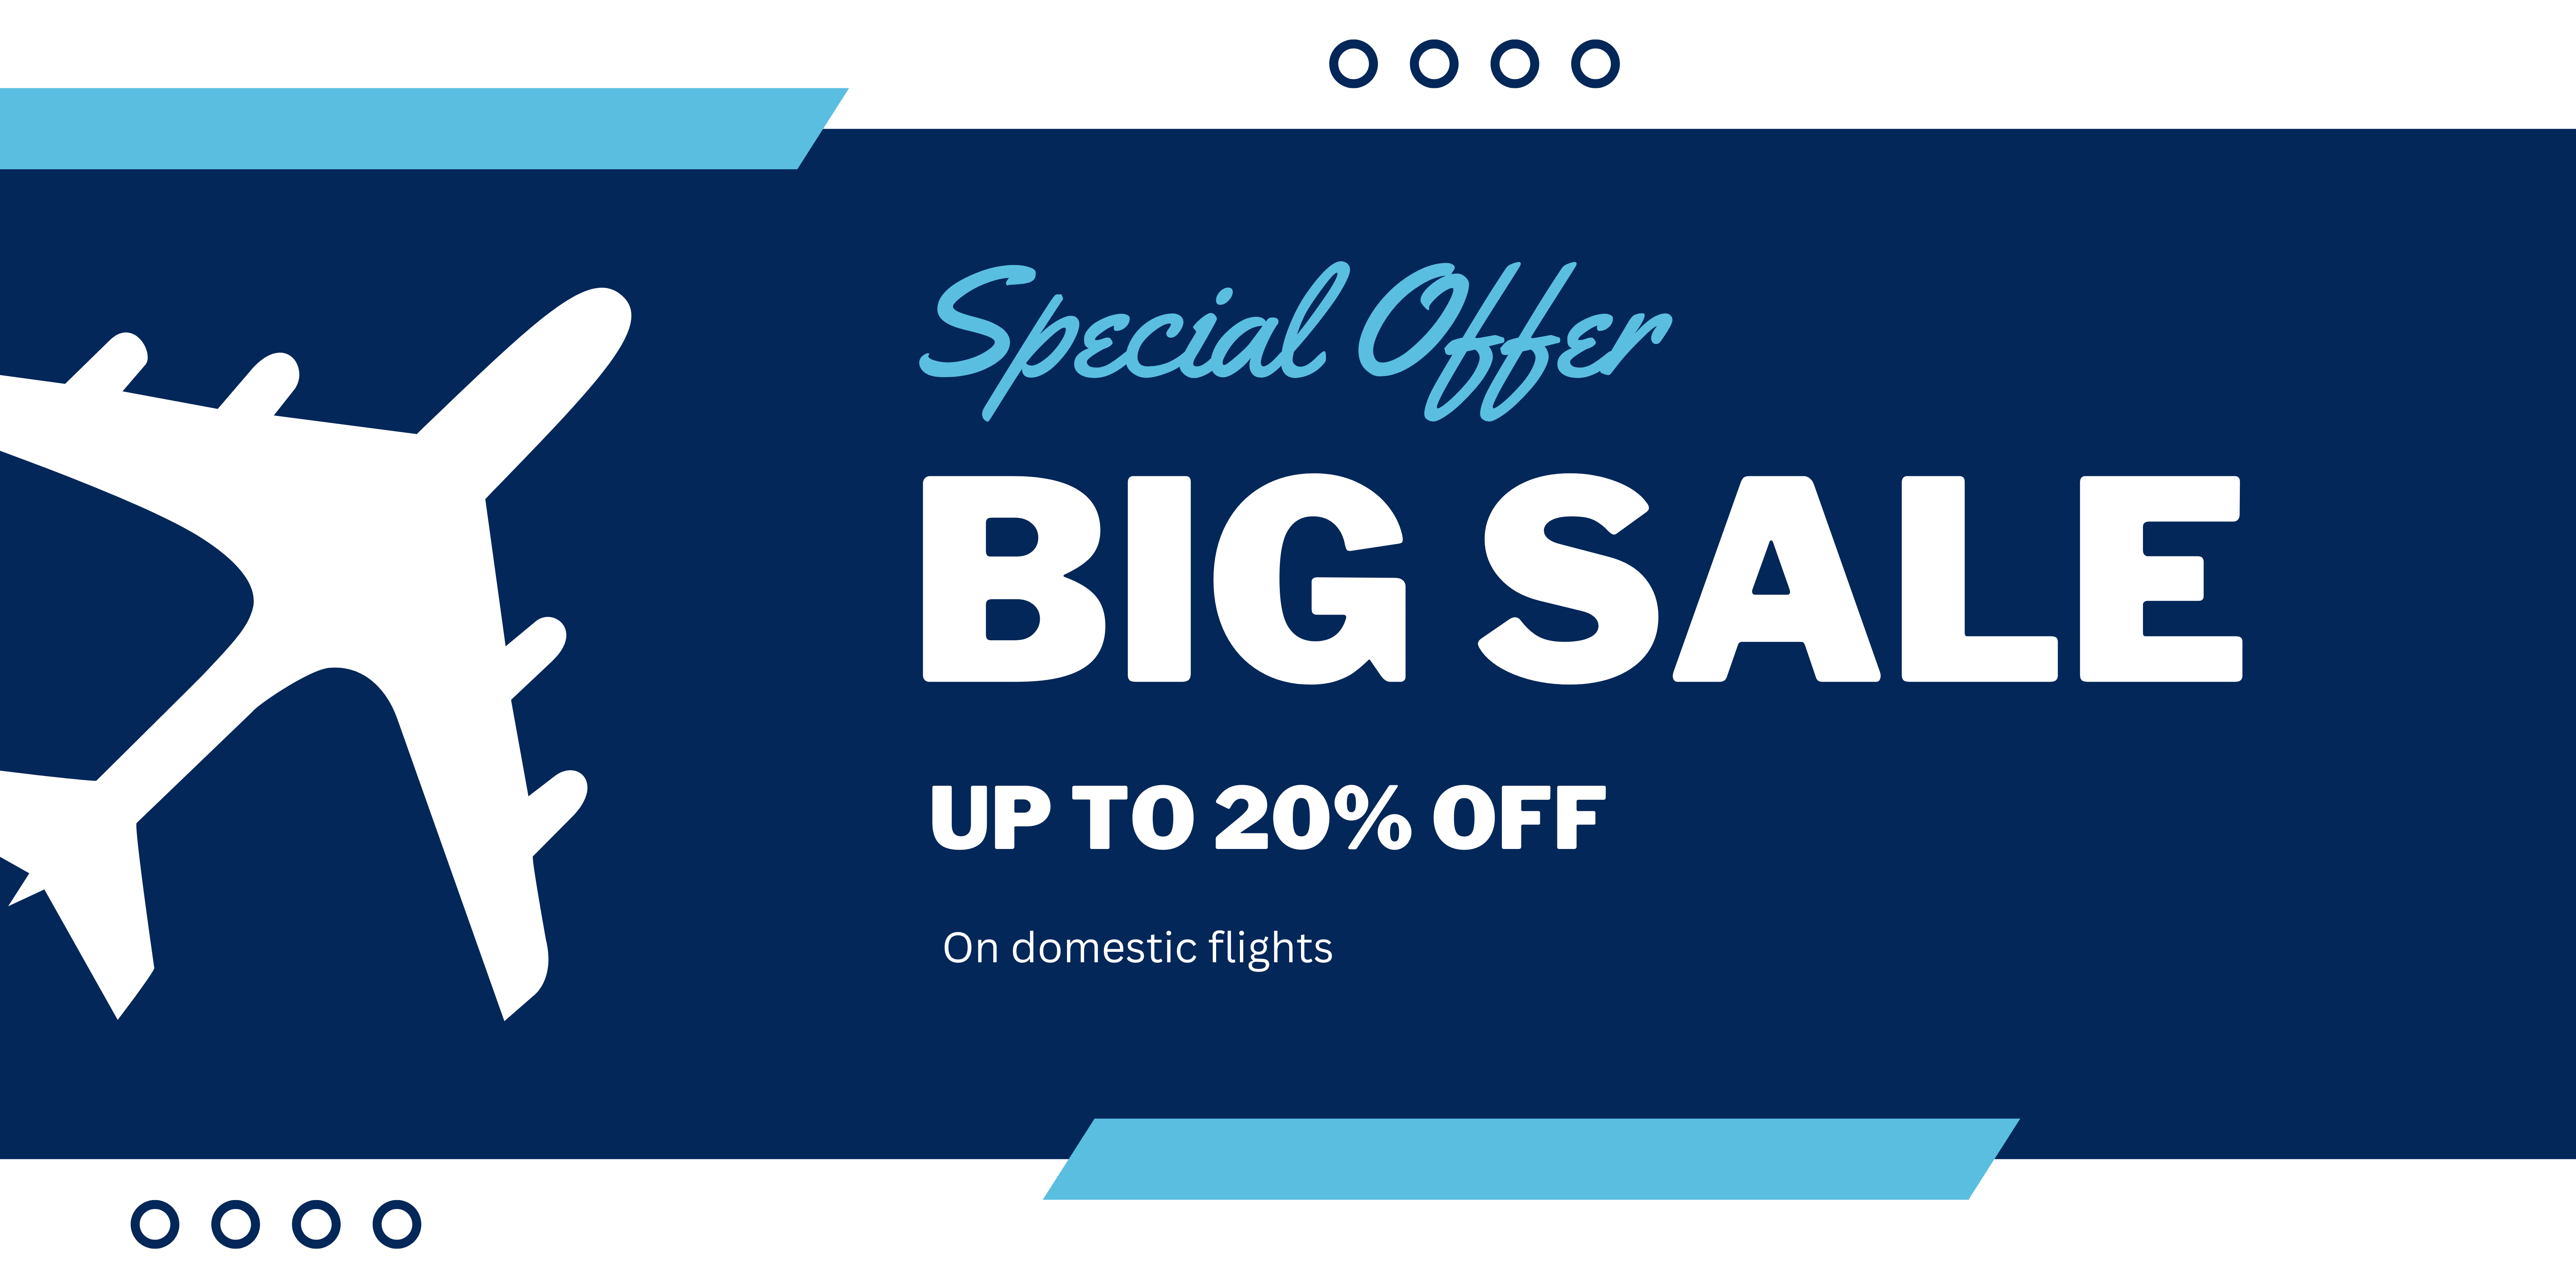 Special Offer
BIG SALE
UP TO 20% OFF
On domestic flights